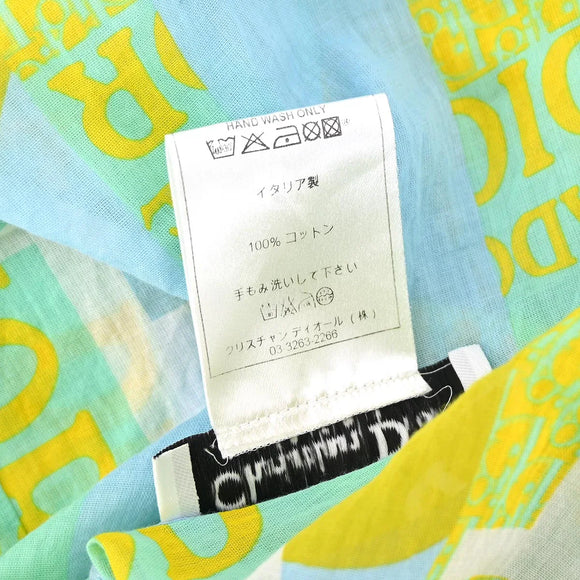 HAND WASH ONLY
イタリア製
100% コットン
手もみ洗いして下さい
クリスチャン ディオール(株)
03-3263-2266